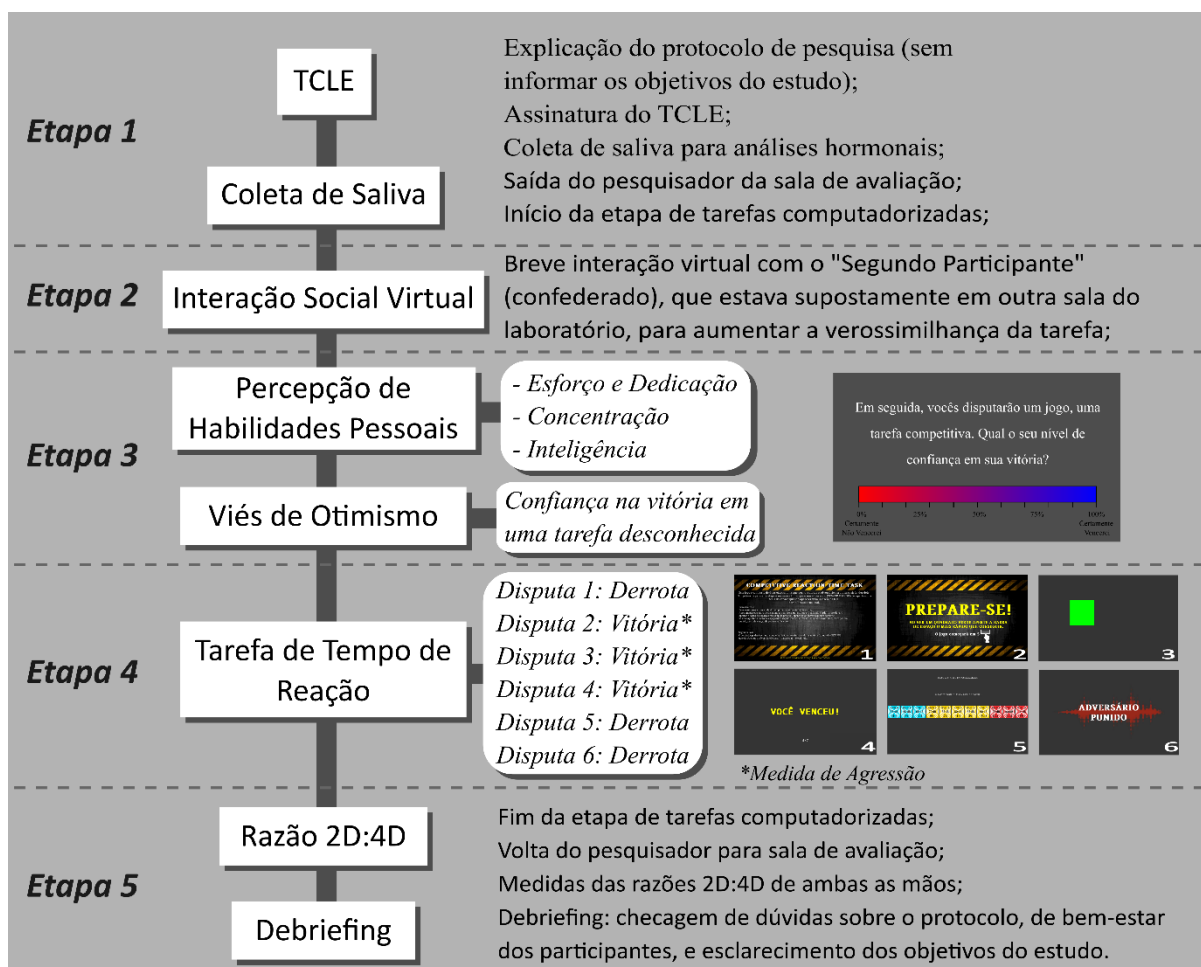 TCLE
Explicação do protocolo de pesquisa (sem
informar os objetivos do estudo);
Assinatura do TCLE;
Etapa 1
Coleta de saliva para análises hormonais;
Coleta de Saliva
Saída do pesquisador da sala de avaliação;
Início da etapa de tarefas computadorizadas;
Etapa 2
Interação Social Virtual
Breve interação virtual com o "Segundo Participante"
(confederado), que estava supostamente em outra sala do
laboratório, para aumentar a verossimilhança da tarefa;
Etapa 3
Percepção de
Habilidades Pessoais
- Esforço e Dedicação
- Concentração
- Inteligência
Viés de Otimismo
Confiança na vitória em
uma tarefa desconhecida
Em seguida, vocês disputarão um jogo, uma
tarefa competitiva. Qual o seu nível de
confiança em sua vitória?
0% 25% 50% 75% 100%
Certamente
Não Vencerei
Certamente
Vencerei
Etapa 4
Tarefa de Tempo de
Reação
Disputa 1: Derrota
Disputa 2: Vitória*
Disputa 3: Vitória*
Disputa 4: Vitória*
Disputa 5: Derrota
Disputa 6: Derrota
COMPETITIVE REACTION TIME TASK
1
PREPARE-SE!
2
3
VOCÊ VENCEU!
4
5
ADVERSÁRIO
PUNIDO
6
*Medida de Agressão
Etapa 5
Razão 2D:4D
Debriefing
Fim da etapa de tarefas computadorizadas;
Volta do pesquisador para sala de avaliação;
Medidas das razões 2D:4D de ambas as mãos;
Debriefing: checagem de dúvidas sobre o protocolo, de bem-estar
dos participantes, e esclarecimento dos objetivos do estudo.